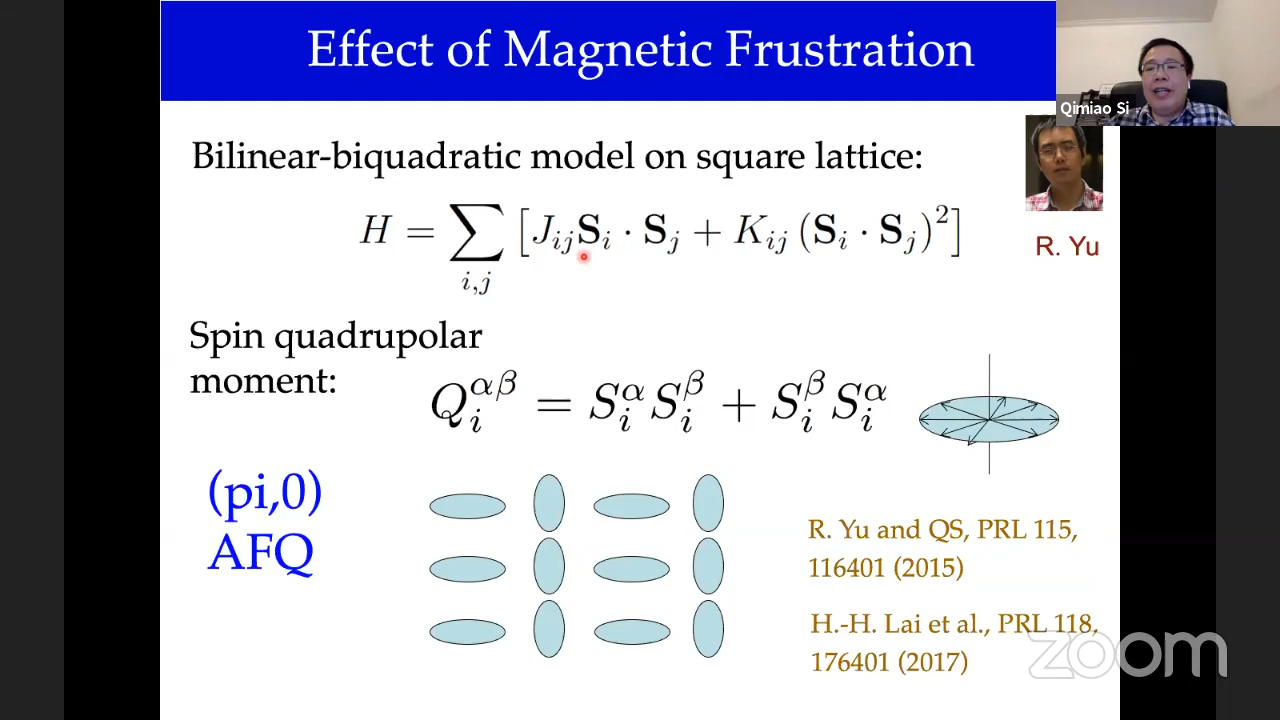 Effect of Magnetic Frustration
Qimiao Si
Bilinear-biquadratic model on square lattice:
H = ∑_{i,j} [J_{ij} S_i · S_j + K_{ij} (S_i · S_j)^2]
R. Yu
Spin quadrupolar
moment:
Q_i^{αβ} = S_i^α S_i^β + S_i^β S_i^α
(pi,0)
AFQ
R. Yu and QS, PRL 115,
116401 (2015)
H.-H. Lai et al., PRL 118,
176401 (2017)
zoom